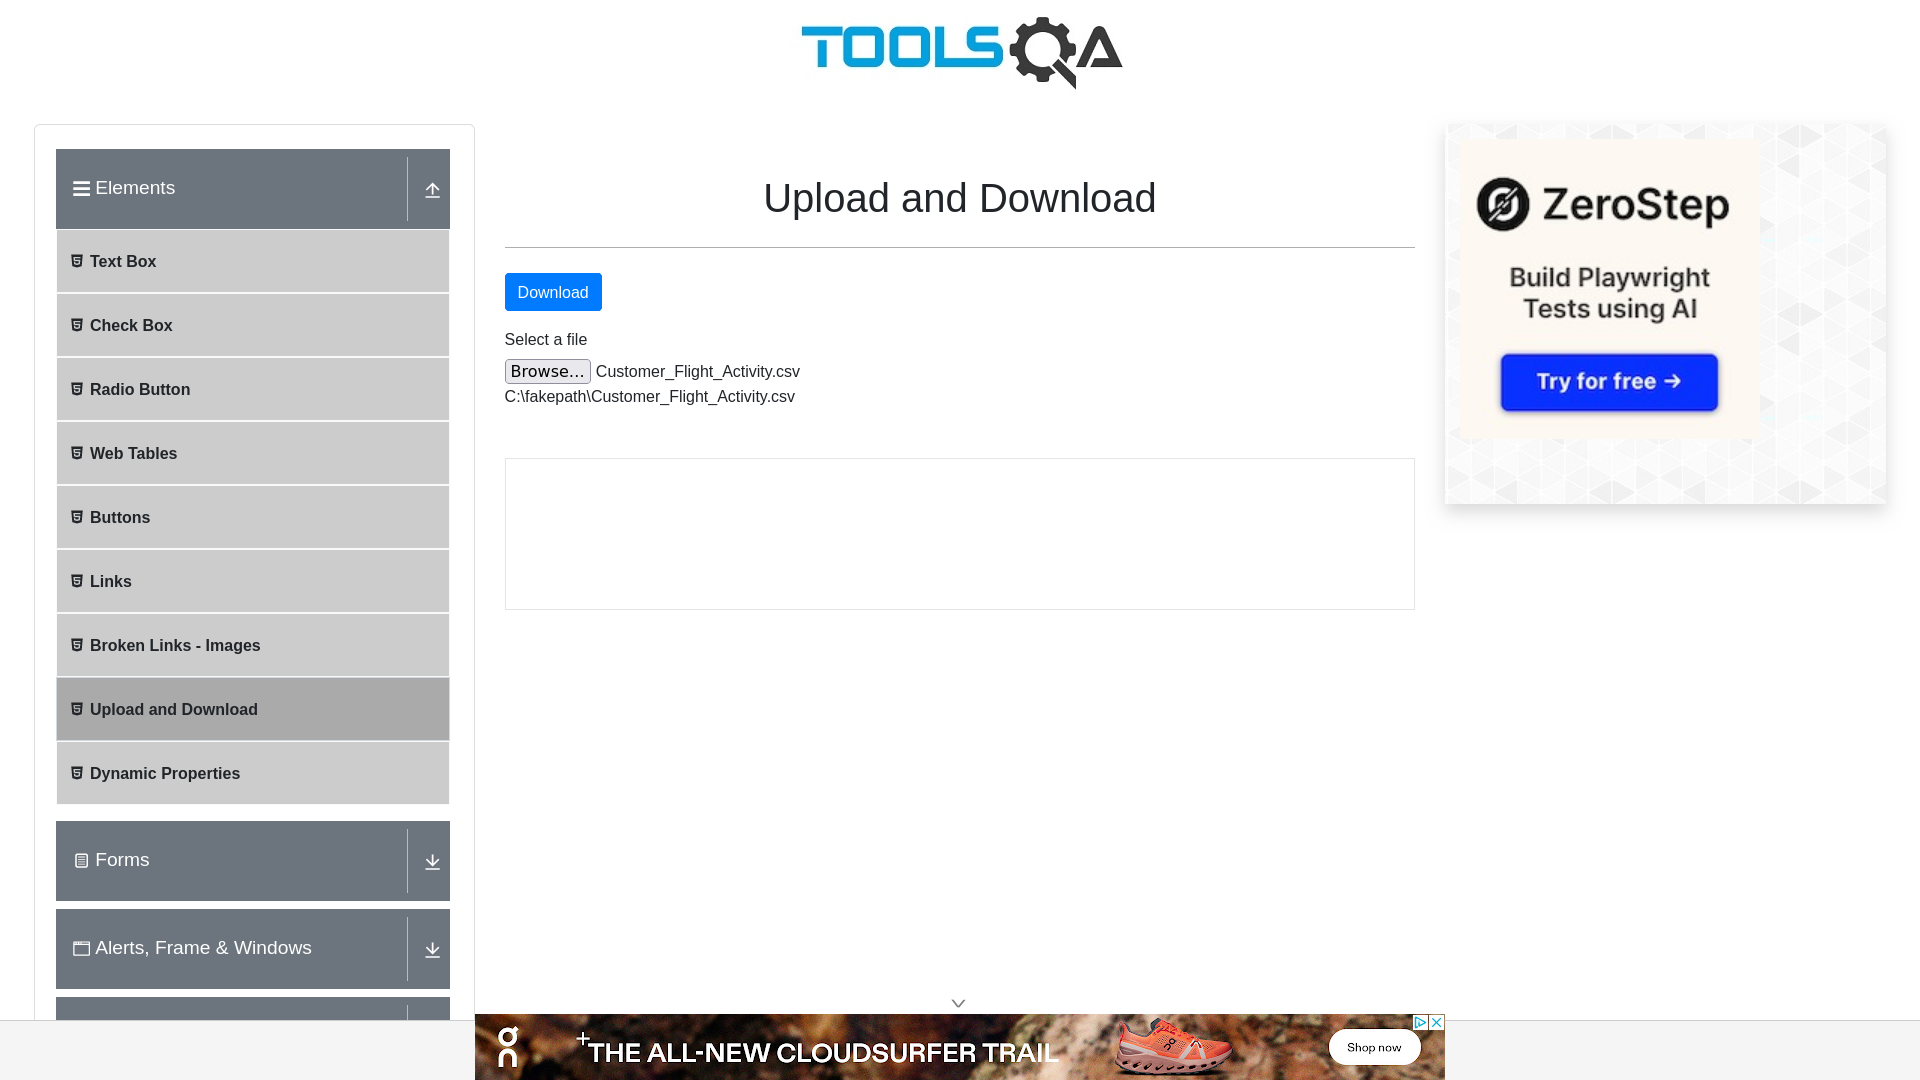 TOOLSQA
Elements
Text Box
Check Box
Radio Button
Web Tables
Buttons
Links
Broken Links - Images
Upload and Download
Dynamic Properties
Forms
Alerts, Frame & Windows
Upload and Download
Download
Select a file
Browse... Customer_Flight_Activity.csv
C:\fakepath\Customer_Flight_Activity.csv
ZeroStep
Build Playwright
Tests using AI
Try for free →
on
THE ALL-NEW CLOUDSURFER TRAIL
Shop now